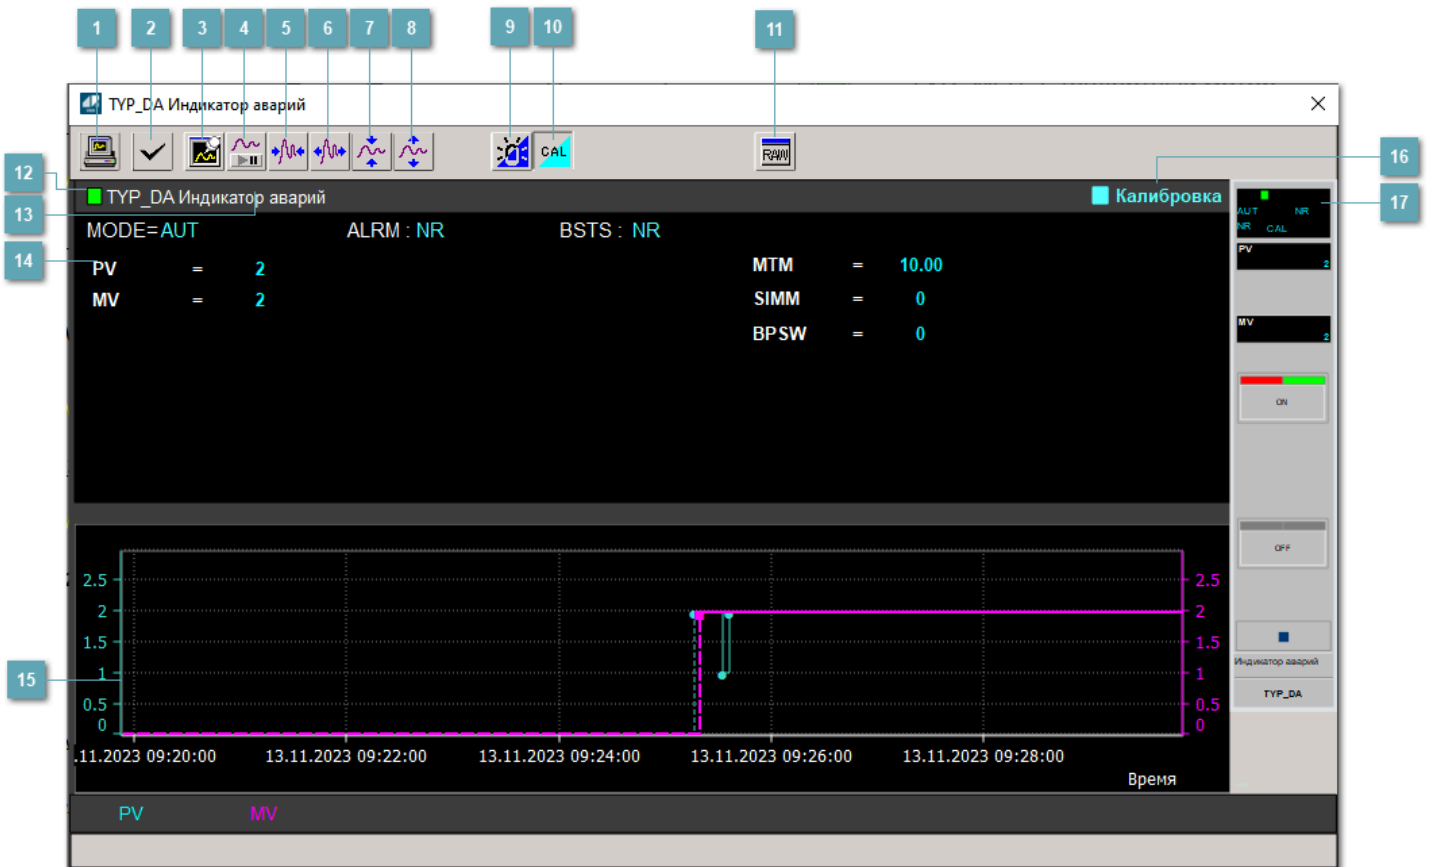 1 2 3 4 5 6 7 8 9 10 11
TYP_DA Индикатор аварий
CAL RAW
12
13
14
15
16
17
TYP_DA Индикатор аварий Калибровка
MODE=AUT ALRM : NR BSTS : NR
PV = 2 MTM = 10.00
MV = 2 SIMM = 0
BPSW = 0
AUT NR
NR CAL
PV
2
MV
2
ON
OFF
Индикатор аварий
TYP_DA
2.5 2.5
2 2
1.5 1.5
1 1
0.5 0.5
0 0
.11.2023 09:20:00 13.11.2023 09:22:00 13.11.2023 09:24:00 13.11.2023 09:26:00 13.11.2023 09:28:00
Время
PV MV